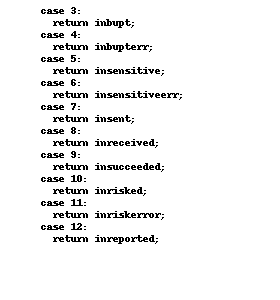 case 3:
return inbupt;
case 4:
return inbupterr;
case 5:
return insensitive;
case 6:
return insensitiveerr;
case 7:
return insent;
case 8:
return inreceived;
case 9:
return insucceeded;
case 10:
return inrisked;
case 11:
return inriskerror;
case 12:
return inreported;